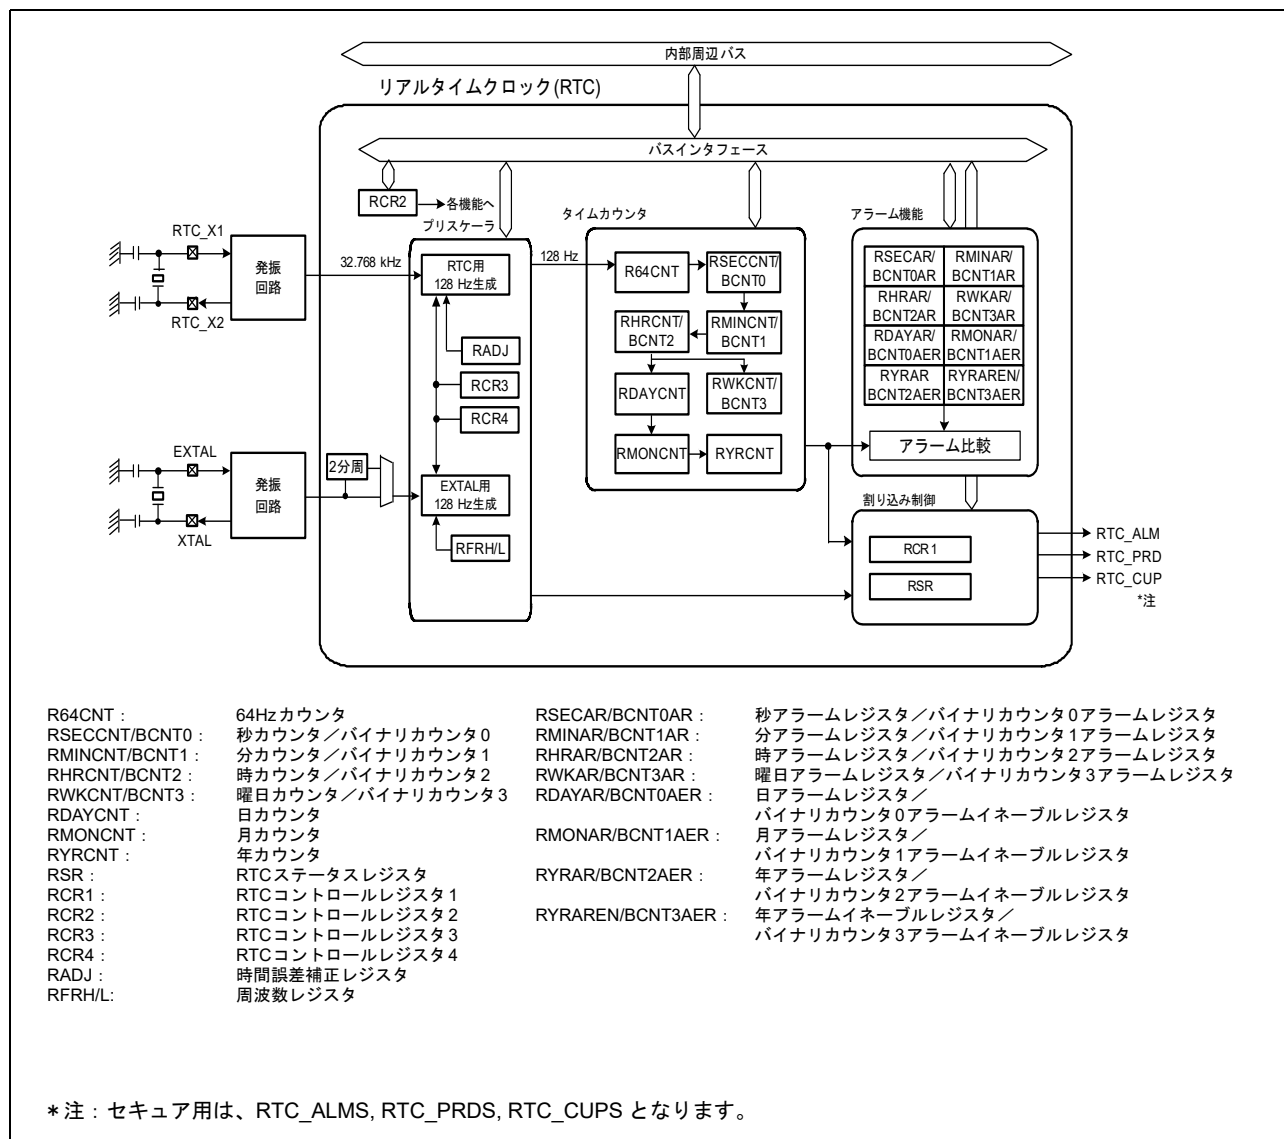 内部周辺バス
リアルタイムクロック(RTC)
バスインタフェース
RCR2
各機能へ
プリスケーラ
タイムカウンタ
アラーム機能
RTC_X1
発振
回路
RTC_X2
32.768 kHz
RTC用
128 Hz生成
128 Hz
RADJ
RCR3
RCR4
R64CNT
RSECCNT/
BCNT0
RHRCNT/
BCNT2
RMINCNT/
BCNT1
RDAYCNT
RWKCNT/
BCNT3
RMONCNT
RYRCNT
RSECAR/
BCNT0AR
RMINAR/
BCNT1AR
RHRAR/
BCNT2AR
RWKAR/
BCNT3AR
RDAYAR/
BCNT0AER
RMONAR/
BCNT1AER
RYRAR
BCNT2AER
RYRAREN/
BCNT3AER
アラーム比較
EXTAL
発振
回路
XTAL
2分周
EXTAL用
128 Hz生成
RFRH/L
割り込み制御
RCR1
RSR
RTC_ALM
RTC_PRD
RTC_CUP
*注
R64CNT : 64Hzカウンタ
RSECCNT/BCNT0 : 秒カウンタ/バイナリカウンタ0
RMINCNT/BCNT1 : 分カウンタ/バイナリカウンタ1
RHRCNT/BCNT2 : 時カウンタ/バイナリカウンタ2
RWKCNT/BCNT3 : 曜日カウンタ/バイナリカウンタ3
RDAYCNT : 日カウンタ
RMONCNT : 月カウンタ
RYRCNT : 年カウンタ
RSR : RTCステータスレジスタ
RCR1 : RTCコントロールレジスタ1
RCR2 : RTCコントロールレジスタ2
RCR3 : RTCコントロールレジスタ3
RCR4 : RTCコントロールレジスタ4
RADJ : 時間誤差補正レジスタ
RFRH/L: 周波数レジスタ
RSECAR/BCNT0AR : 秒アラームレジスタ/バイナリカウンタ0アラームレジスタ
RMINAR/BCNT1AR : 分アラームレジスタ/バイナリカウンタ1アラームレジスタ
RHRAR/BCNT2AR : 時アラームレジスタ/バイナリカウンタ2アラームレジスタ
RWKAR/BCNT3AR : 曜日アラームレジスタ/バイナリカウンタ3アラームレジスタ
RDAYAR/BCNT0AER : 日アラームレジスタ/
バイナリカウンタ0アラームイネーブルレジスタ
RMONAR/BCNT1AER : 月アラームレジスタ/
バイナリカウンタ1アラームイネーブルレジスタ
RYRAR/BCNT2AER : 年アラームレジスタ/
バイナリカウンタ2アラームイネーブルレジスタ
RYRAREN/BCNT3AER : 年アラームイネーブルレジスタ/
バイナリカウンタ3アラームイネーブルレジスタ
*注：セキュア用は、RTC_ALMS, RTC_PRDS, RTC_CUPS となります。